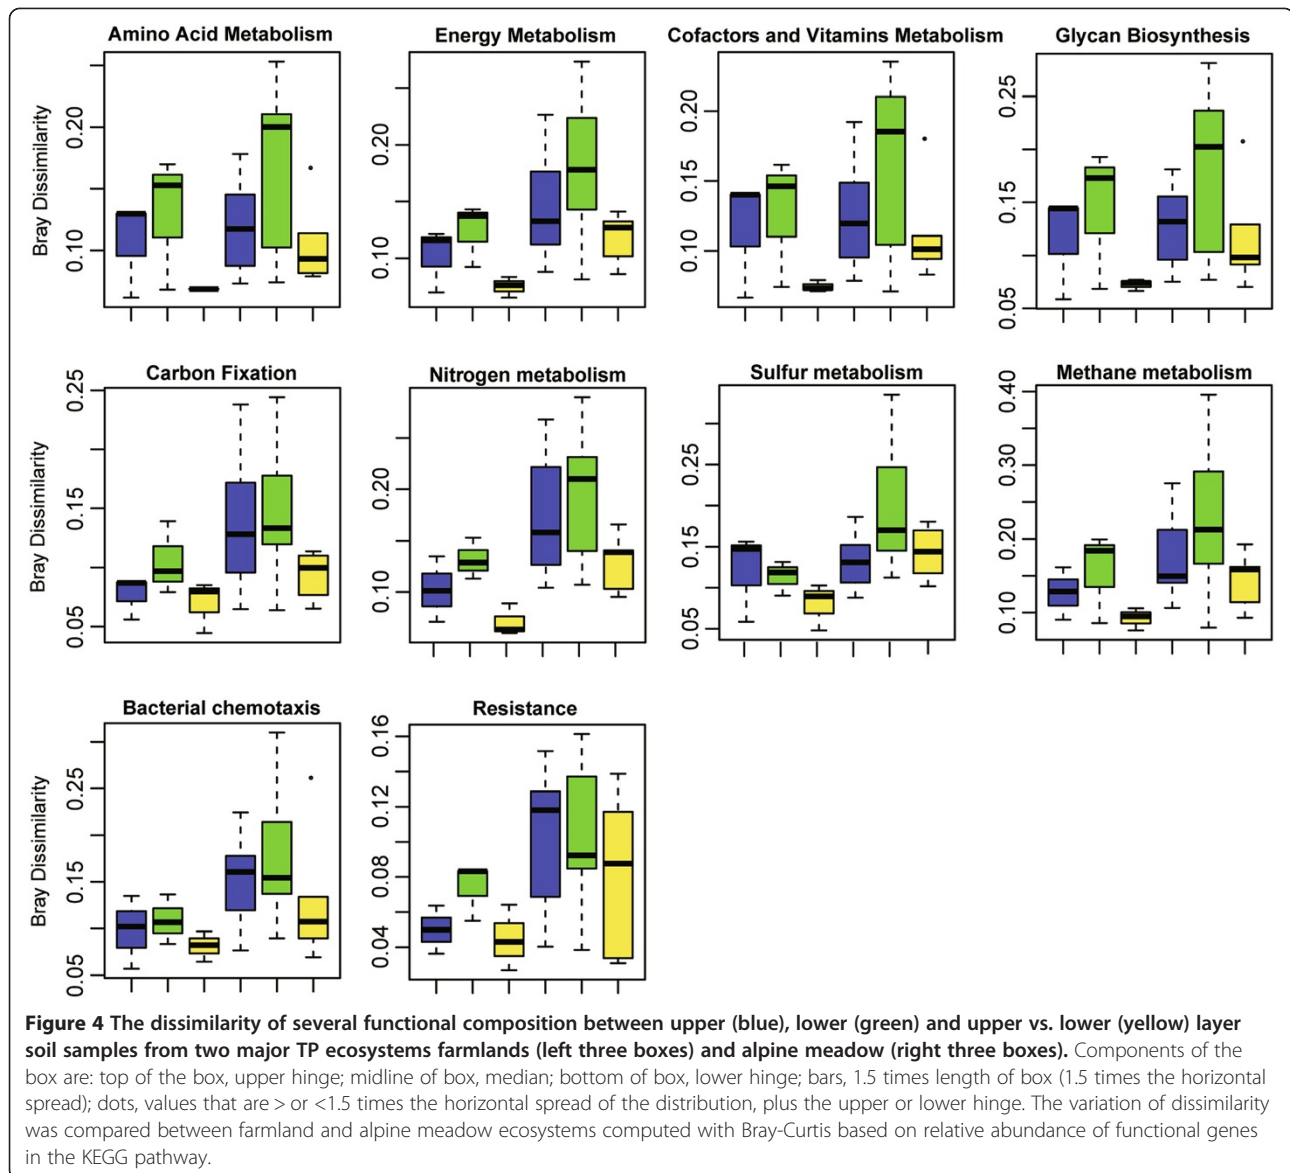 Amino Acid Metabolism
Energy Metabolism
Cofactors and Vitamins Metabolism
Glycan Biosynthesis
Bray Dissimilarity
0.20
0.10
0.20
0.10
0.20
0.15
0.10
0.25
0.15
0.05
Carbon Fixation
Nitrogen metabolism
Sulfur metabolism
Methane metabolism
Bray Dissimilarity
0.25
0.15
0.05
0.20
0.10
0.25
0.15
0.05
0.40
0.30
0.20
0.10
Bacterial chemotaxis
Resistance
Bray Dissimilarity
0.25
0.15
0.05
0.16
0.12
0.08
0.04
Figure 4 The dissimilarity of several functional composition between upper (blue), lower (green) and upper vs. lower (yellow) layer
soil samples from two major TP ecosystems farmlands (left three boxes) and alpine meadow (right three boxes). Components of the
box are: top of the box, upper hinge; midline of box, median; bottom of box, lower hinge; bars, 1.5 times length of box (1.5 times the horizontal
spread); dots, values that are > or <1.5 times the horizontal spread of the distribution, plus the upper or lower hinge. The variation of dissimilarity
was compared between farmland and alpine meadow ecosystems computed with Bray-Curtis based on relative abundance of functional genes
in the KEGG pathway.